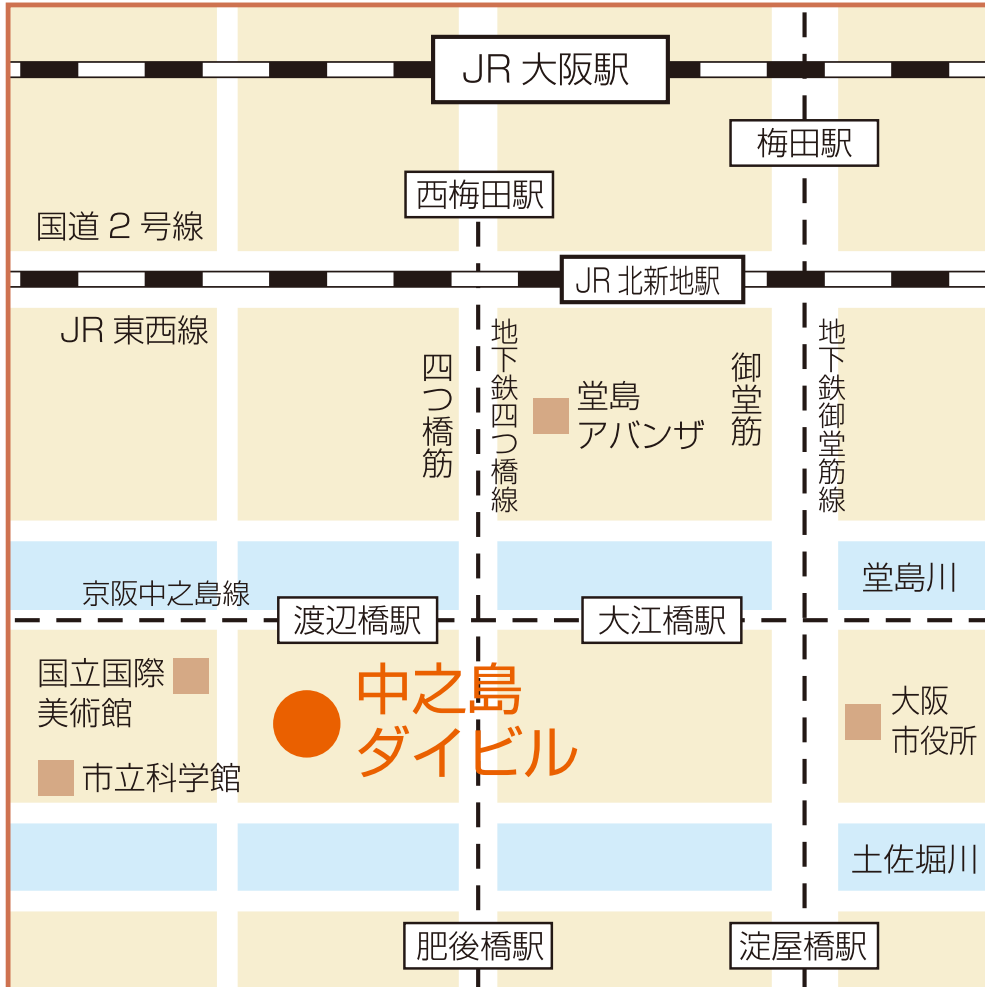 JR 大阪駅
梅田駅
西梅田駅
国道 2 号線
JR 北新地駅
JR 東西線
四つ橋筋
地下鉄四つ橋線
堂島
アバンザ
御堂筋
地下鉄御堂筋線
堂島川
京阪中之島線
渡辺橋駅
大江橋駅
国立国際
美術館
中之島
ダイビル
大阪
市役所
市立科学館
土佐堀川
肥後橋駅
淀屋橋駅